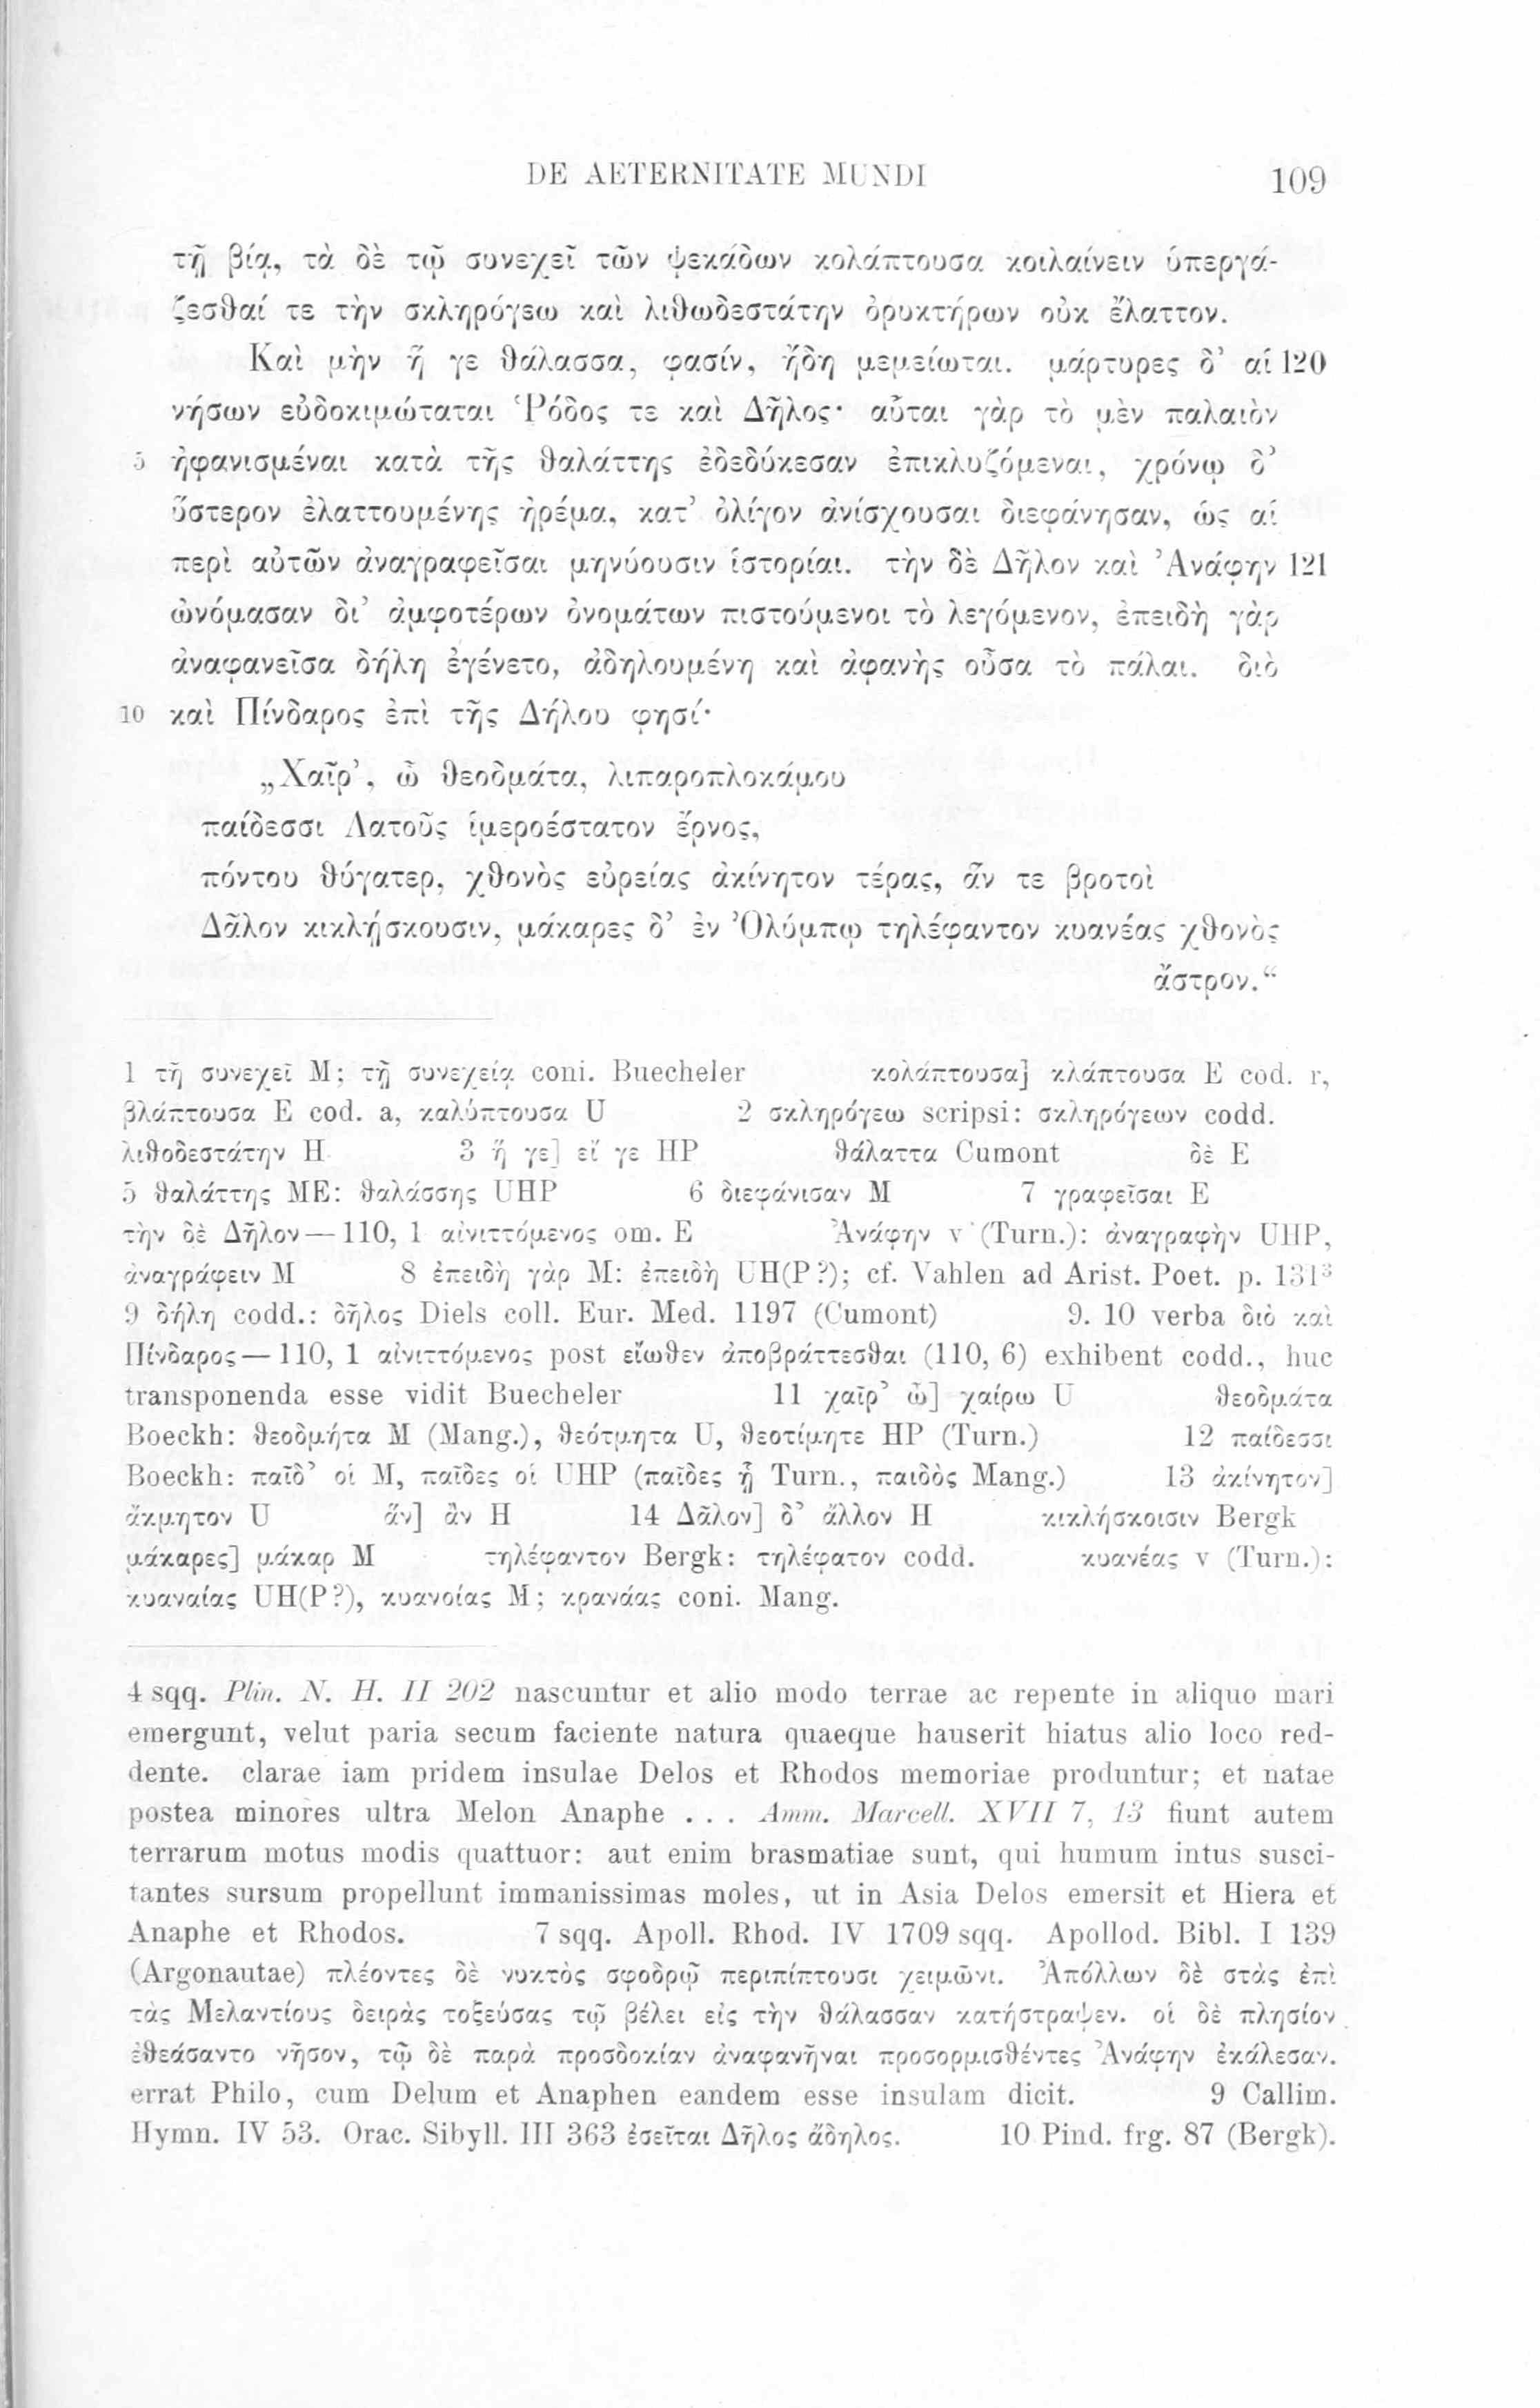 DE AETERNITATE MUNDI 109
τῇ βίᾳ, τὰ δὲ τῷ συνεχεῖ τῶν ψεκάδων κολάπτουσα κοιλαίνειν ὑπεργά-
ζεσθαί τε τὴν σκληρόγεω καὶ λιθωδεστάτην ὀρυκτήρων οὐκ ἔλαττον.
Καὶ μὴν ἥ γε θάλασσα, φασίν, ἤδη μεμείωται. μάρτυρες δ’ αἱ 120
νήσων εὐδοκιμώταται Ῥόδος τε καὶ Δῆλος· αὗται γὰρ τὸ μὲν παλαιὸν
5 ἠφανισμέναι κατὰ τῆς θαλάττης ἐδεδύκεσαν ἐπικλυζόμεναι, χρόνῳ δ’
ὕστερον ἐλαττουμένης ἠρέμα, κατ’ ὀλίγον ἀνίσχουσαι διεφάνησαν, ὡς αἱ
περὶ αὐτῶν ἀναγραφεῖσαι μηνύουσιν ἱστορίαι. τὴν δὲ Δῆλον καὶ Ἀνάφην 121
ὠνόμασαν δι’ ἀμφοτέρων ὀνομάτων πιστούμενοι τὸ λεγόμενον, ἐπειδὴ γὰρ
ἀναφανεῖσα δήλη ἐγένετο, ἀδηλουμένη καὶ ἀφανὴς οὖσα τὸ πάλαι. διὸ
10 καὶ Πίνδαρος ἐπὶ τῆς Δήλου φησί·
„Χαῖρ’, ὦ θεοδμάτα, λιπαροπλοκάμου
παίδεσσι Λατοῦς ἱμεροέστατον ἔρνος,
πόντου θύγατερ, χθονὸς εὐρείας ἀκίνητον τέρας, ἅν τε βροτοὶ
Δᾶλον κικλῄσκουσιν, μάκαρες δ’ ἐν Ὀλύμπῳ τηλέφαντον κυανέας χθονὸς
ἄστρον.“
1 τῇ συνεχεῖ M; τῇ συνεχείᾳ coni. Buecheler κολάπτουσα] κλάπτουσα E cod. r,
βλάπτουσα E cod. a, καλύπτουσα U 2 σκληρόγεω scripsi: σκληρόγεων codd.
λιθοδεστάτην H 3 ἥ γε] εἴ γε HP θάλαττα Cumont δὲ E
5 θαλάττης ME: θαλάσσης UHP 6 διεφάνισαν M 7 γραφεῖσαι E
τὴν δὲ Δῆλον — 110, 1 αἰνιττόμενος om. E Ἀνάφην v (Turn.): ἀναγραφὴν UHP,
ἀναγράφειν M 8 ἐπειδὴ γὰρ M: ἐπειδὴ UH(P?); cf. Vahlen ad Arist. Poet. p. 131³
9 δήλη codd.: δῆλος Diels coll. Eur. Med. 1197 (Cumont) 9. 10 verba διὸ καὶ
Πίνδαρος — 110, 1 αἰνιττόμενος post εἴωθεν ἀποβράττεσθαι (110, 6) exhibent codd., huc
transponenda esse vidit Buecheler 11 χαῖρ’ ὦ] χαίρω U θεοδμάτα
Boeckh: θεοδμήτα M (Mang.), θεότμητα U, θεοτίμητε HP (Turn.) 12 παίδεσσι
Boeckh: παῖδ’ οἱ M, παῖδες οἱ UHP (παῖδες ᾗ Turn., παιδὸς Mang.) 13 ἀκίνητον]
ἄκμητον U ἅν] ἂν H 14 Δᾶλον] δ’ ἄλλον H κικλήσκοισιν Bergk
μάκαρες] μάκαρ M τηλέφαντον Bergk: τηλέφατον codd. κυανέας v (Turn.):
κυαναίας UH(P?), κυανοίας M; κραναάς coni. Mang.
4 sqq. Plin. N. H. II 202 nascuntur et alio modo terrae ac repente in aliquo mari
emergunt, velut paria secum faciente natura quaeque hauserit hiatus alio loco red-
dente. clarae iam pridem insulae Delos et Rhodos memoriae produntur; et natae
postea minores ultra Melon Anaphe . . . Amm. Marcell. XVII 7, 13 fiunt autem
terrarum motus modis quattuor: aut enim brasmatiae sunt, qui humum intus susci-
tantes sursum propellunt immanissimas moles, ut in Asia Delos emersit et Hiera et
Anaphe et Rhodos. 7 sqq. Apoll. Rhod. IV 1709 sqq. Apollod. Bibl. I 139
(Argonautae) πλέοντες δὲ νυκτὸς σφοδρῷ περιπίπτουσι χειμῶνι. Ἀπόλλων δὲ στὰς ἐπὶ
τὰς Μελαντίους δειρὰς τοξεύσας τῷ βέλει εἰς τὴν θάλασσαν κατήστραψεν. οἱ δὲ πλησίον
ἐθεάσαντο νῆσον, τῷ δὲ παρὰ προσδοκίαν ἀναφανῆναι προσορμισθέντες Ἀνάφην ἐκάλεσαν.
errat Philo, cum Delum et Anaphen eandem esse insulam dicit. 9 Callim.
Hymn. IV 53. Orac. Sibyll. III 363 ἐσεῖται Δῆλος ἄδηλος. 10 Pind. frg. 87 (Bergk).